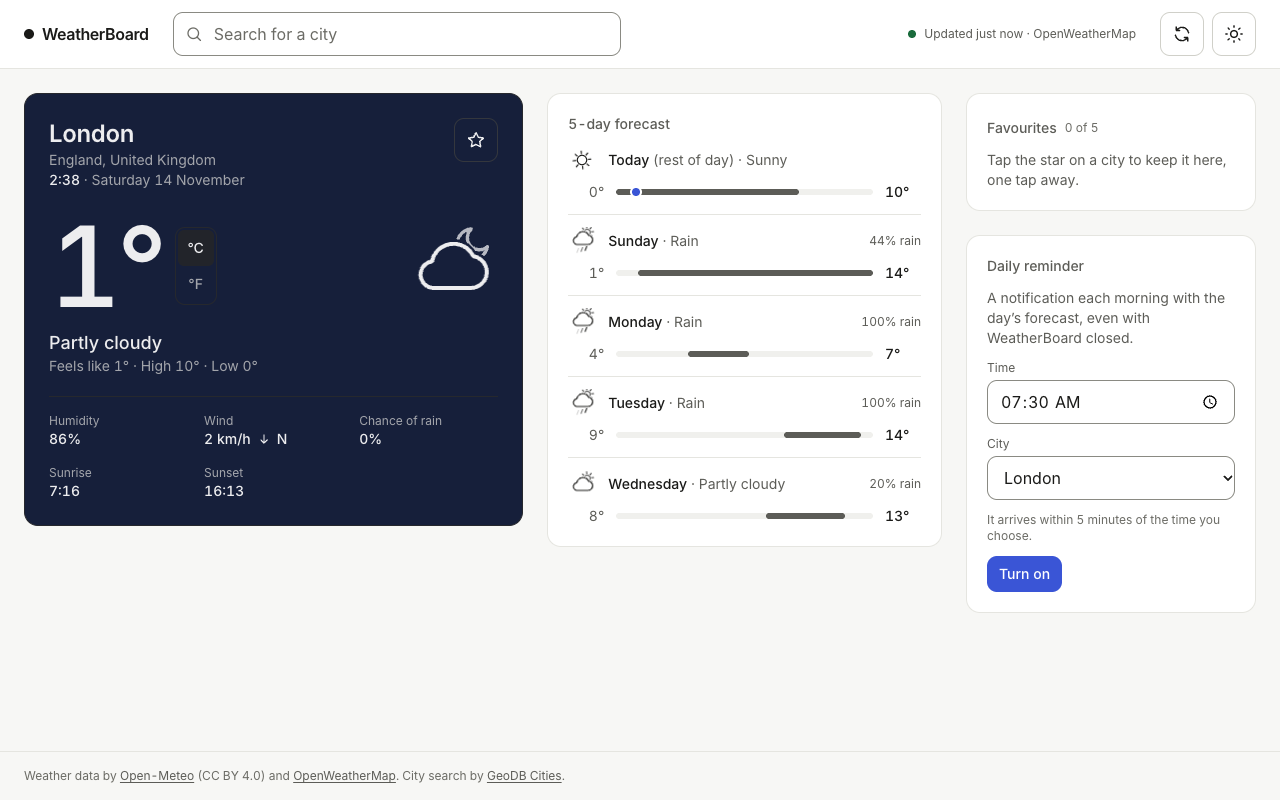 WeatherBoard
Search for a city
Updated just now · OpenWeatherMap
London
England, United Kingdom
2:38 · Saturday 14 November
1°
°C
°F
Partly cloudy
Feels like 1° · High 10° · Low 0°
Humidity
86%
Wind
2 km/h ↓ N
Chance of rain
0%
Sunrise
7:16
Sunset
16:13
5-day forecast
Today (rest of day) · Sunny
0° 10°
Sunday · Rain 44% rain
1° 14°
Monday · Rain 100% rain
4° 7°
Tuesday · Rain 100% rain
9° 14°
Wednesday · Partly cloudy 20% rain
8° 13°
Favourites 0 of 5
Tap the star on a city to keep it here,
one tap away.
Daily reminder
A notification each morning with the
day’s forecast, even with
WeatherBoard closed.
Time
07:30 AM
City
London
It arrives within 5 minutes of the time you
choose.
Turn on
Weather data by Open-Meteo (CC BY 4.0) and OpenWeatherMap. City search by GeoDB Cities.